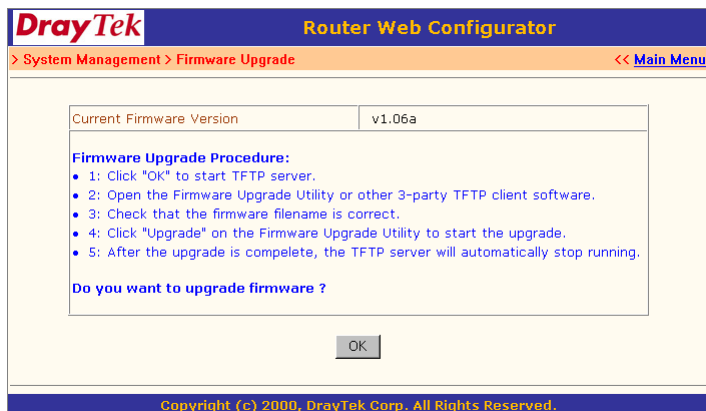 DrayTek Router Web Configurator
> System Management > Firmware Upgrade << Main Menu
Current Firmware Version v1.06a
Firmware Upgrade Procedure:
• 1: Click "OK" to start TFTP server.
• 2: Open the Firmware Upgrade Utility or other 3-party TFTP client software.
• 3: Check that the firmware filename is correct.
• 4: Click "Upgrade" on the Firmware Upgrade Utility to start the upgrade.
• 5: After the upgrade is compelete, the TFTP server will automatically stop running.
Do you want to upgrade firmware ?
OK
Copyright (c) 2000, DrayTek Corp. All Rights Reserved.